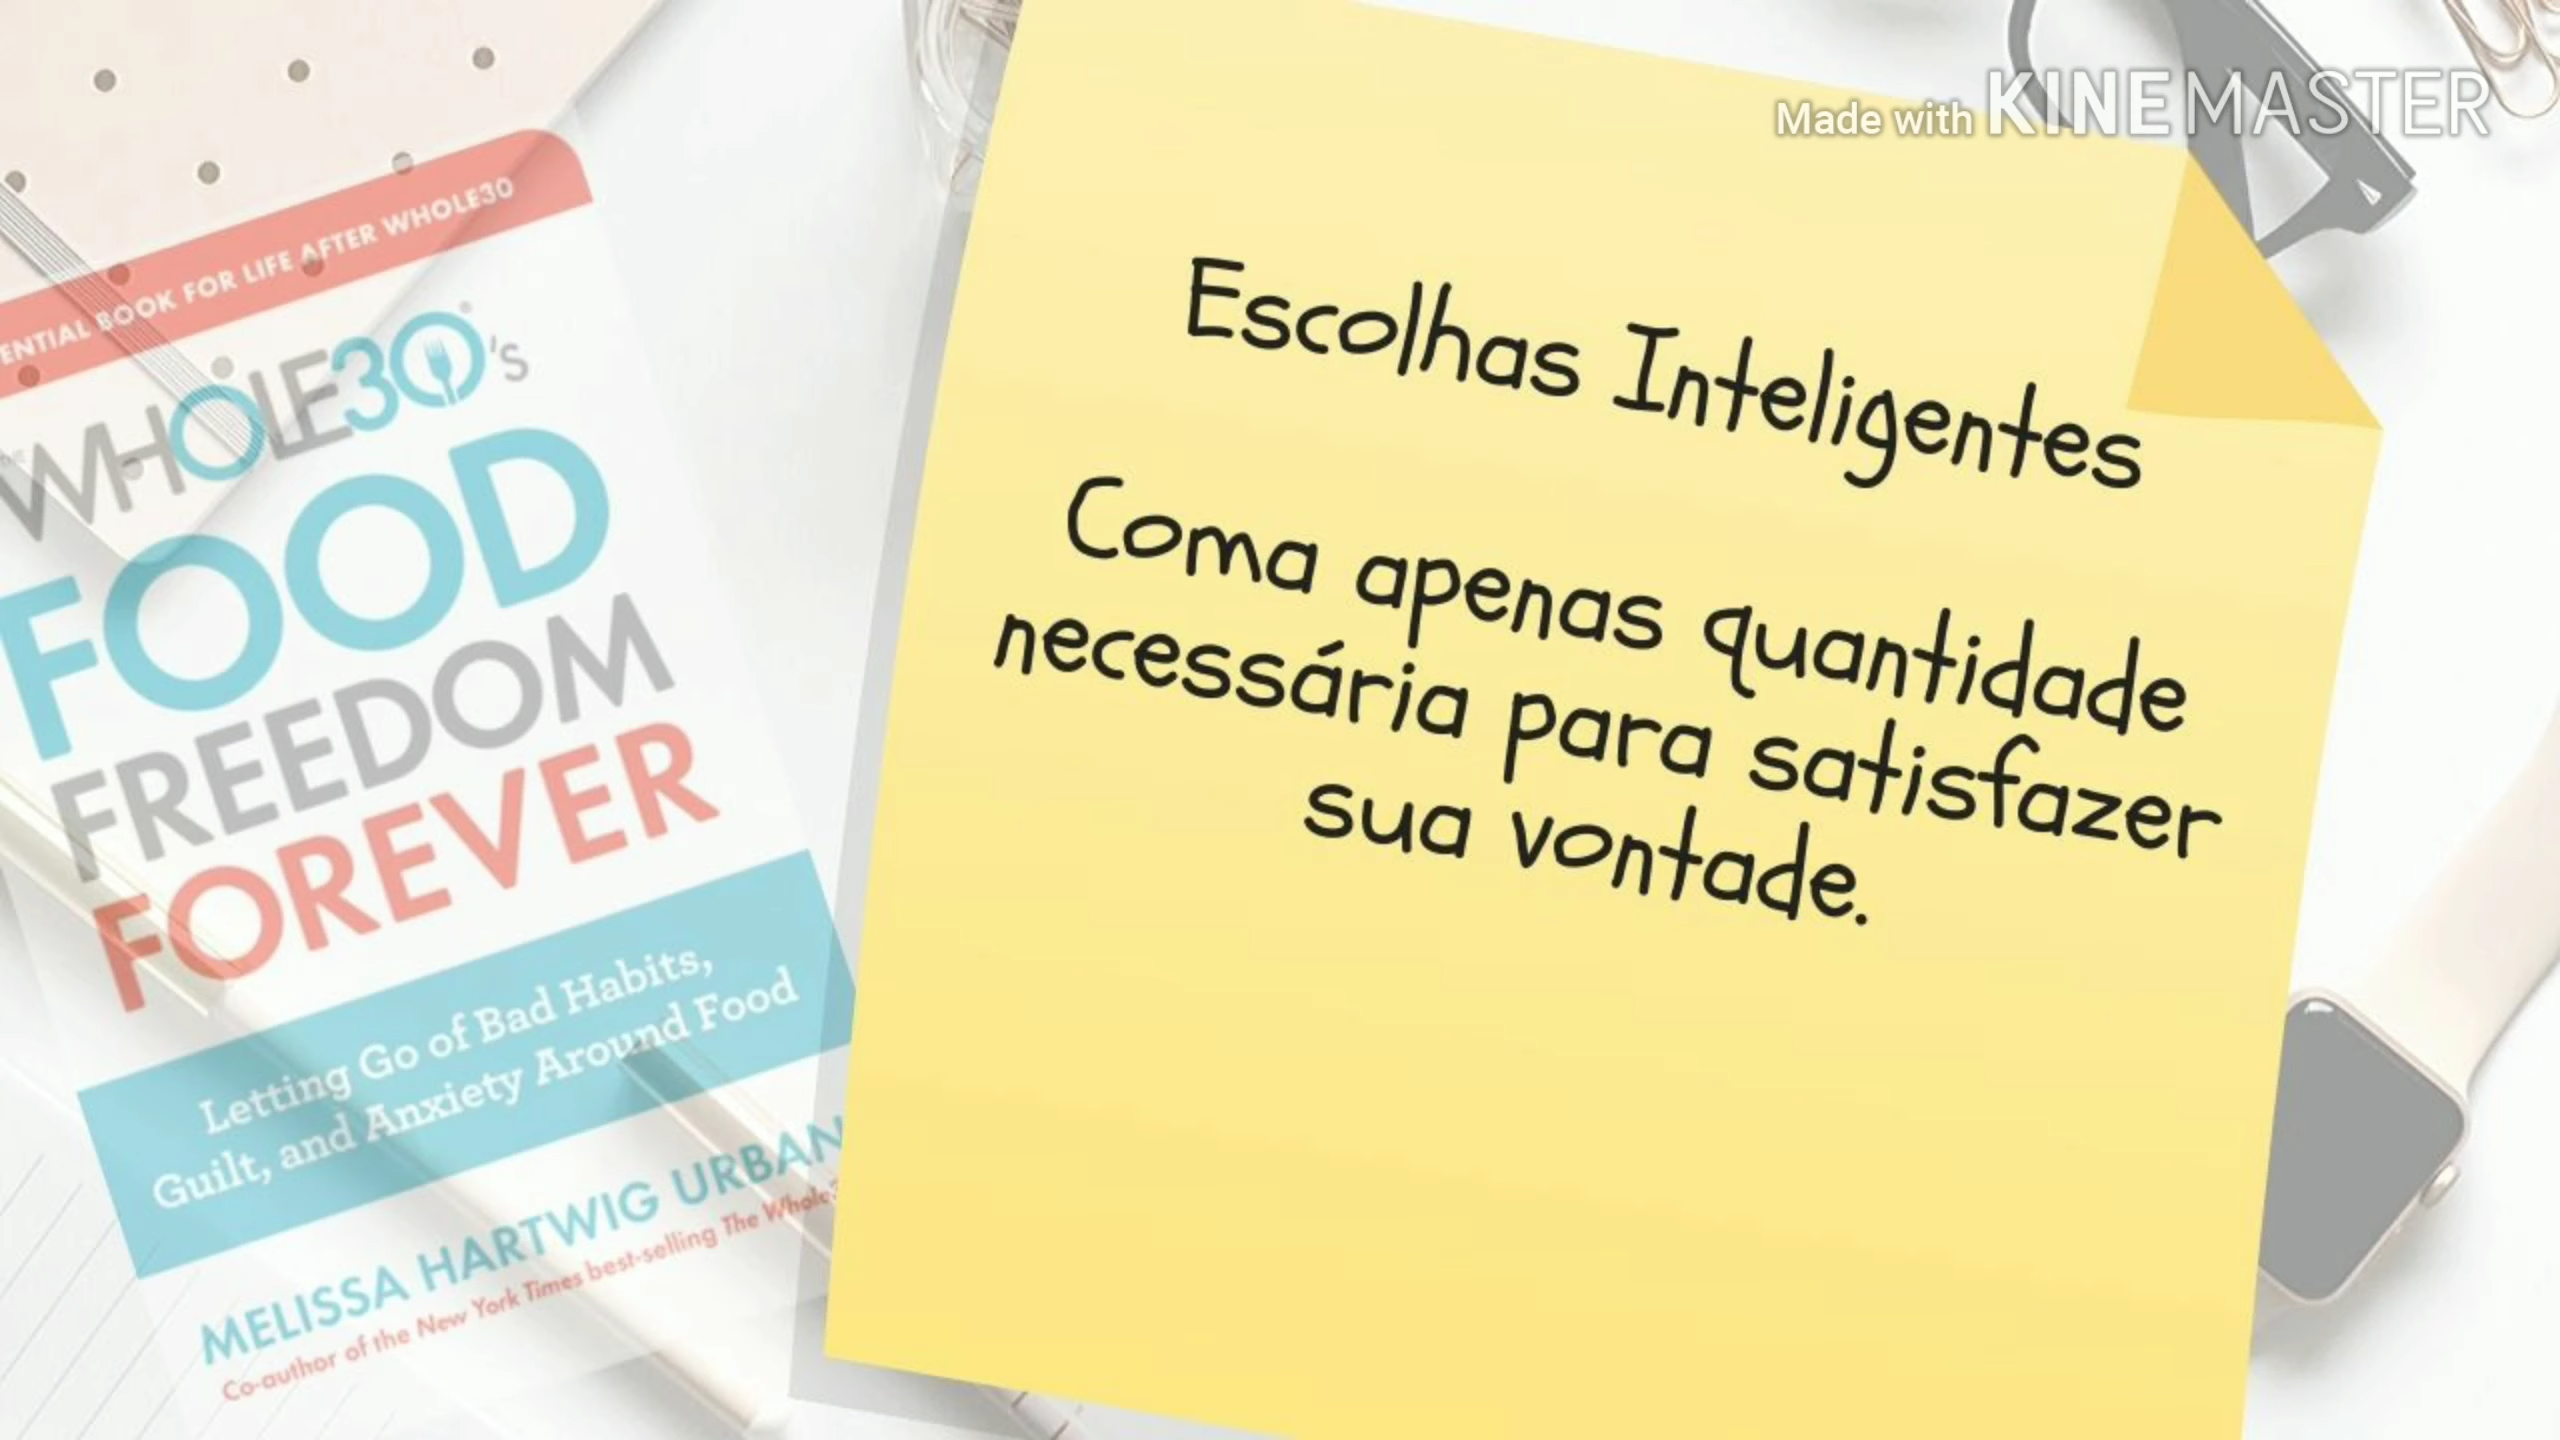 Made with KINEMASTER
ENTIAL BOOK FOR LIFE AFTER WHOLE30
WHOLE30®'s
FOOD
FREEDOM
FOREVER
Letting Go of Bad Habits,
Guilt, and Anxiety Around Food
MELISSA HARTWIG URBAN
Co-author of the New York Times best-selling The Whole3
Escolhas Inteligentes
Coma apenas quantidade
necessária para satisfazer
sua vontade.